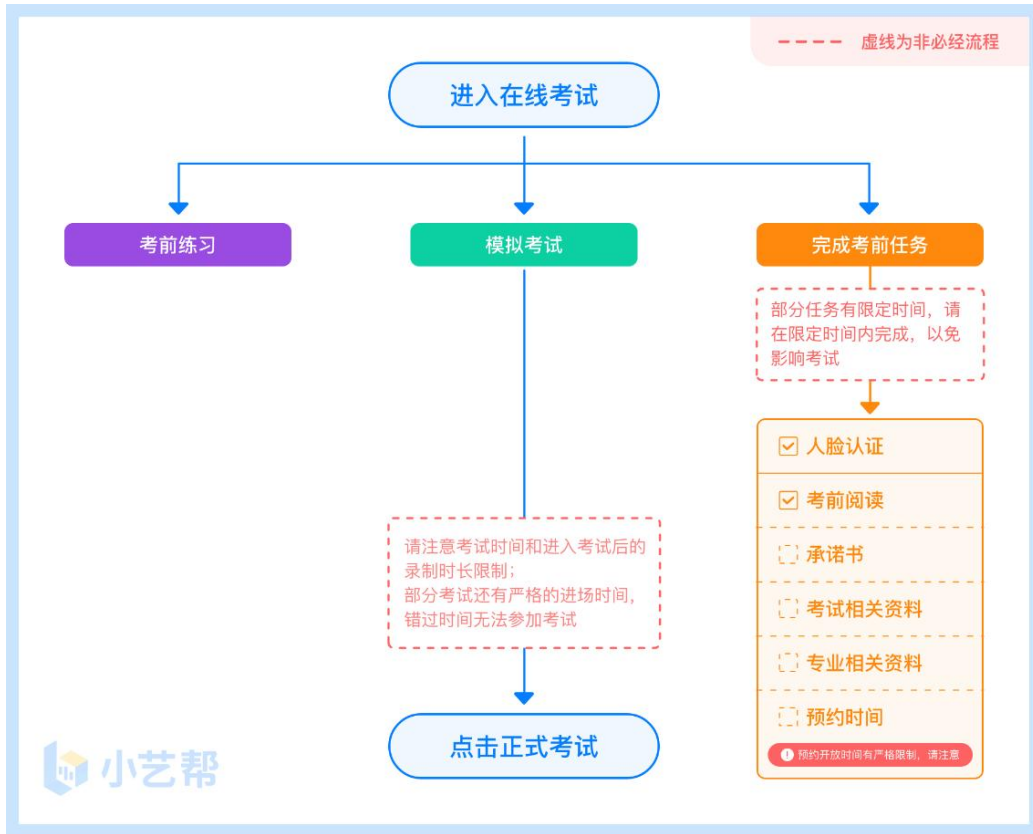 虚线为非必经流程
进入在线考试
考前练习
模拟考试
完成考前任务
部分任务有限定时间，请
在限定时间内完成，以免
影响考试
人脸认证
考前阅读
承诺书
考试相关资料
专业相关资料
预约时间
预约开放时间有严格限制，请注意
请注意考试时间和进入考试后的
录制时长限制；
部分考试还有严格的进场时间，
错过时间无法参加考试
点击正式考试
小艺帮